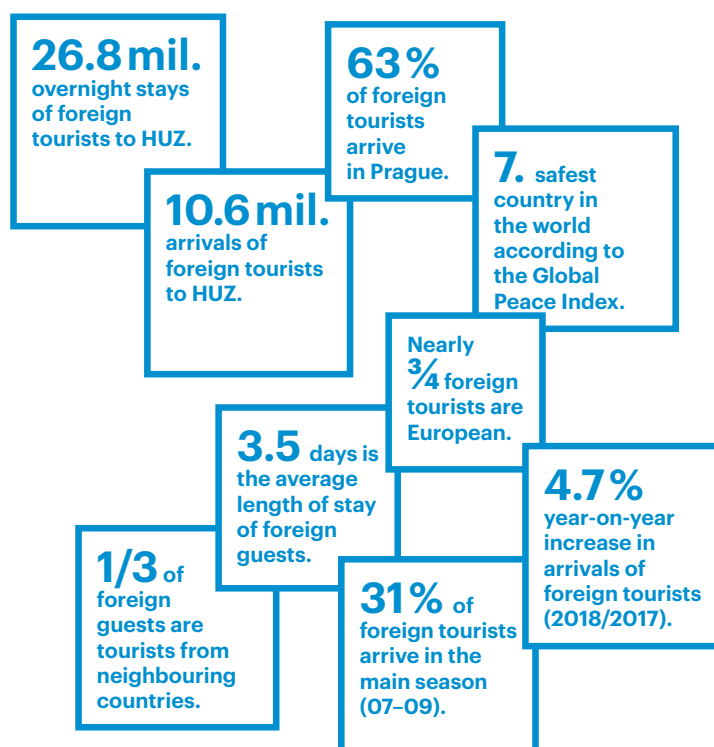 26.8 mil.
overnight stays
of foreign
tourists to HUZ.
63 %
of foreign
tourists
arrive
in Prague.
7. safest
country in
the world
according to
the Global
Peace Index.
10.6 mil.
arrivals of
foreign tourists
to HUZ.
Nearly
¾ foreign
tourists are
European.
3.5 days is
the average
length of stay
of foreign
guests.
4.7 %
year-on-year
increase in
arrivals of
foreign tourists
(2018/2017).
1/3 of
foreign
guests are
tourists from
neighbouring
countries.
31 % of
foreign tourists
arrive in the
main season
(07–09).